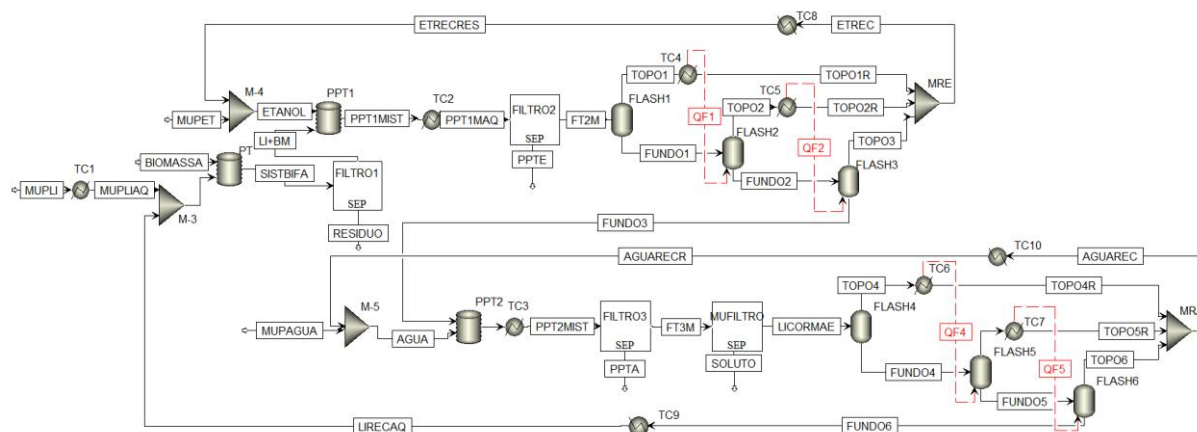 ETRECRES
TC8
ETREC
TC4
TOPO1
TOPO1R
MRE
M-4
PPT1
TC5
ETANOL
TC2
FILTRO2
FLASH1
TOPO2
TOPO2R
MUPET
PPT1MIST
PPT1MAQ
SEP
FT2M
QF1
FLASH2
QF2
TOPO3
LI+BM
PPTE
FUNDO1
FLASH3
BIOMASSA
PT
FUNDO2
TC1
SISTBIFA
FILTRO1
MUPLI
MUPLIAQ
SEP
M-3
FUNDO3
RESIDUO
TC10
AGUARECR
AGUAREC
TC6
TOPO4
TOPO4R
M-5
PPT2
TC3
FILTRO3
MUFILTRO
FLASH4
TC7
QF4
TOPO5R
MUPAGUA
AGUA
PPT2MIST
SEP
FT3M
SEP
LICORMAE
FLASH5
QF5
TOPO6
PPTA
SOLUTO
FUNDO4
FLASH6
FUNDO5
LIRECAQ
TC9
FUNDO6